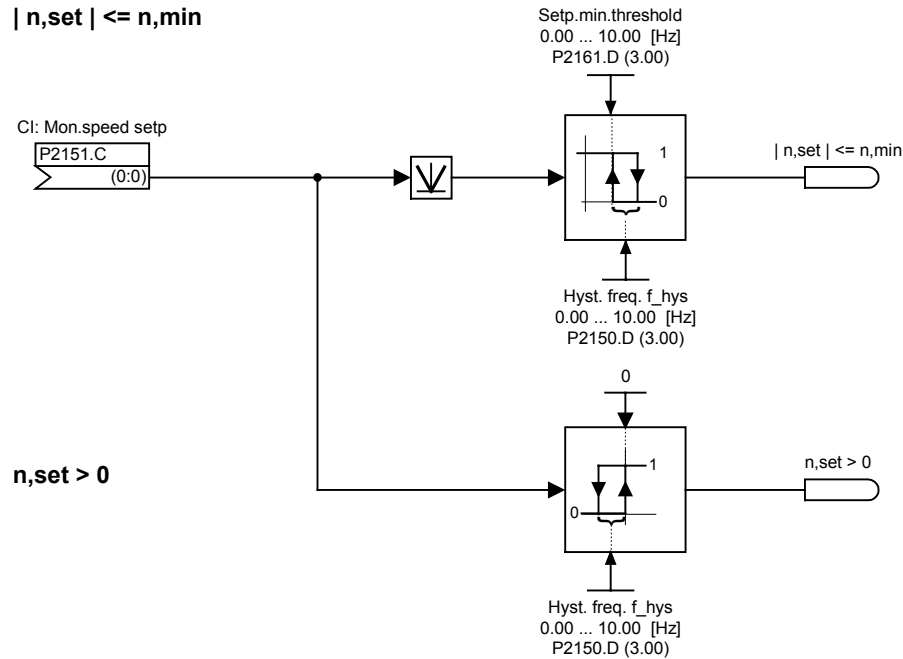 | n,set | <= n,min
Setp.min.threshold
0.00 ... 10.00 [Hz]
P2161.D (3.00)
CI: Mon.speed setp
P2151.C
(0:0)
1
0
| n,set | <= n,min
Hyst. freq. f_hys
0.00 ... 10.00 [Hz]
P2150.D (3.00)
0
n,set > 0
1
0
n,set > 0
Hyst. freq. f_hys
0.00 ... 10.00 [Hz]
P2150.D (3.00)